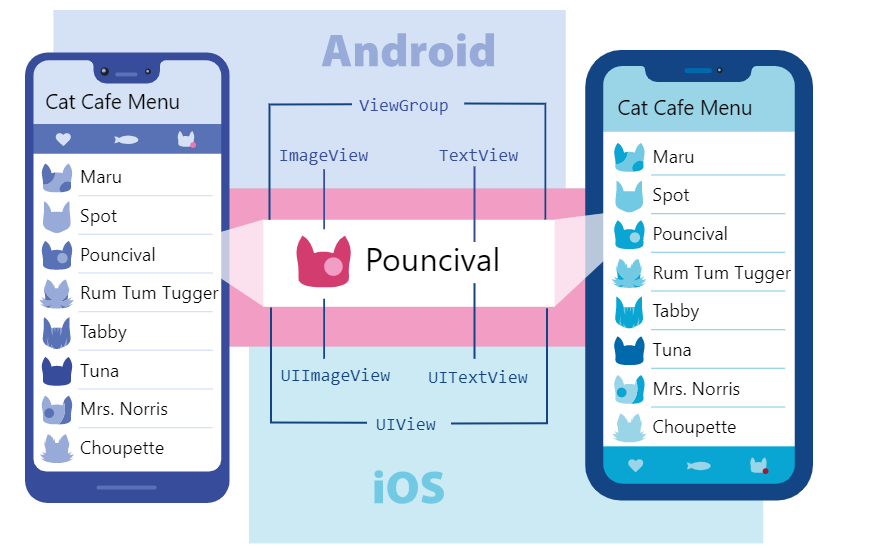 Android
Cat Cafe Menu
Maru
Spot
Pouncival
Rum Tum Tugger
Tabby
Tuna
Mrs. Norris
Choupette
ViewGroup
ImageView
TextView
Pouncival
UIImageView
UITextView
UIView
iOS
Cat Cafe Menu
Maru
Spot
Pouncival
Rum Tum Tugger
Tabby
Tuna
Mrs. Norris
Choupette